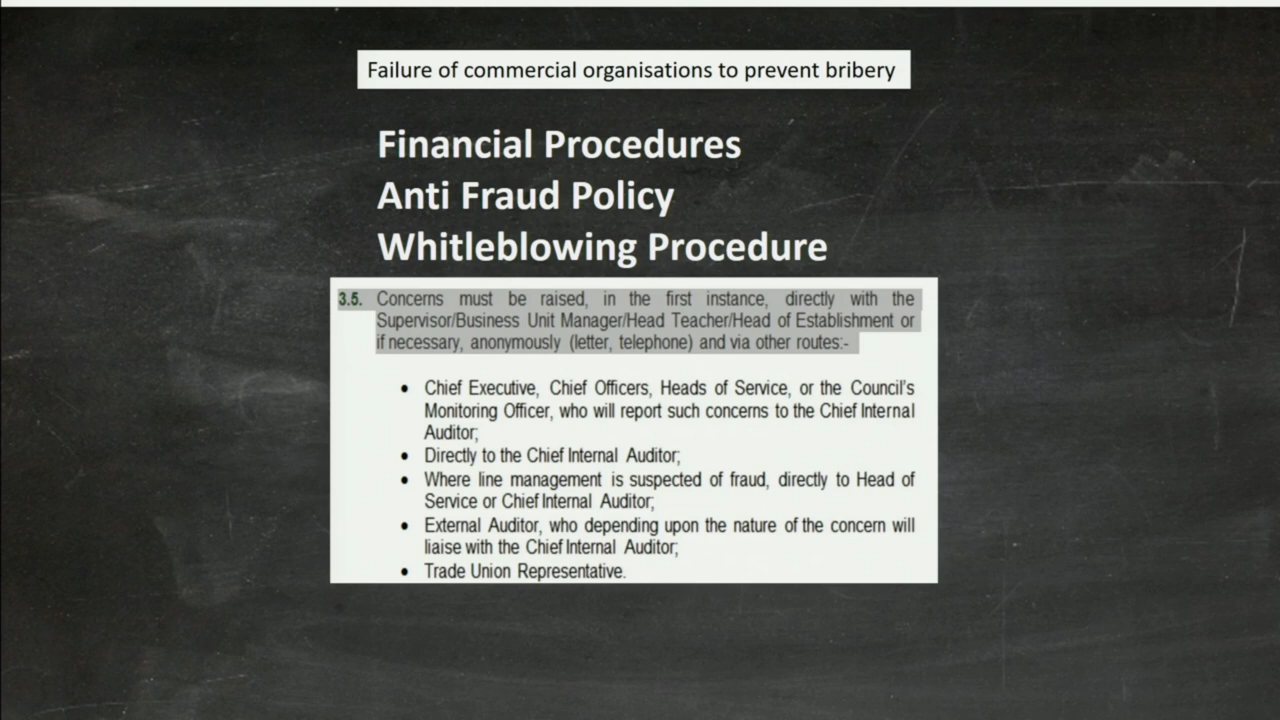 Failure of commercial organisations to prevent bribery
Financial Procedures
Anti Fraud Policy
Whitleblowing Procedure
3.5. Concerns must be raised, in the first instance, directly with the
Supervisor/Business Unit Manager/Head Teacher/Head of Establishment or
if necessary, anonymously (letter, telephone) and via other routes:-
• Chief Executive, Chief Officers, Heads of Service, or the Council's
Monitoring Officer, who will report such concerns to the Chief Internal
Auditor;
• Directly to the Chief Internal Auditor;
• Where line management is suspected of fraud, directly to Head of
Service or Chief Internal Auditor;
• External Auditor, who depending upon the nature of the concern will
liaise with the Chief Internal Auditor;
• Trade Union Representative.